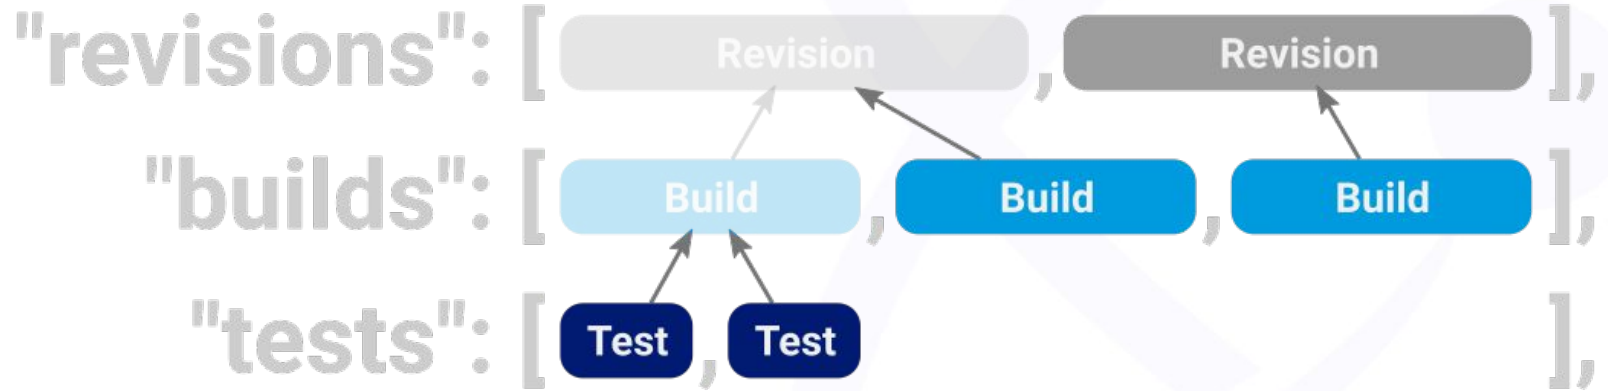 "revisions": [ Revision , Revision ],
"builds": [ Build , Build , Build ],
"tests": [ Test , Test ],